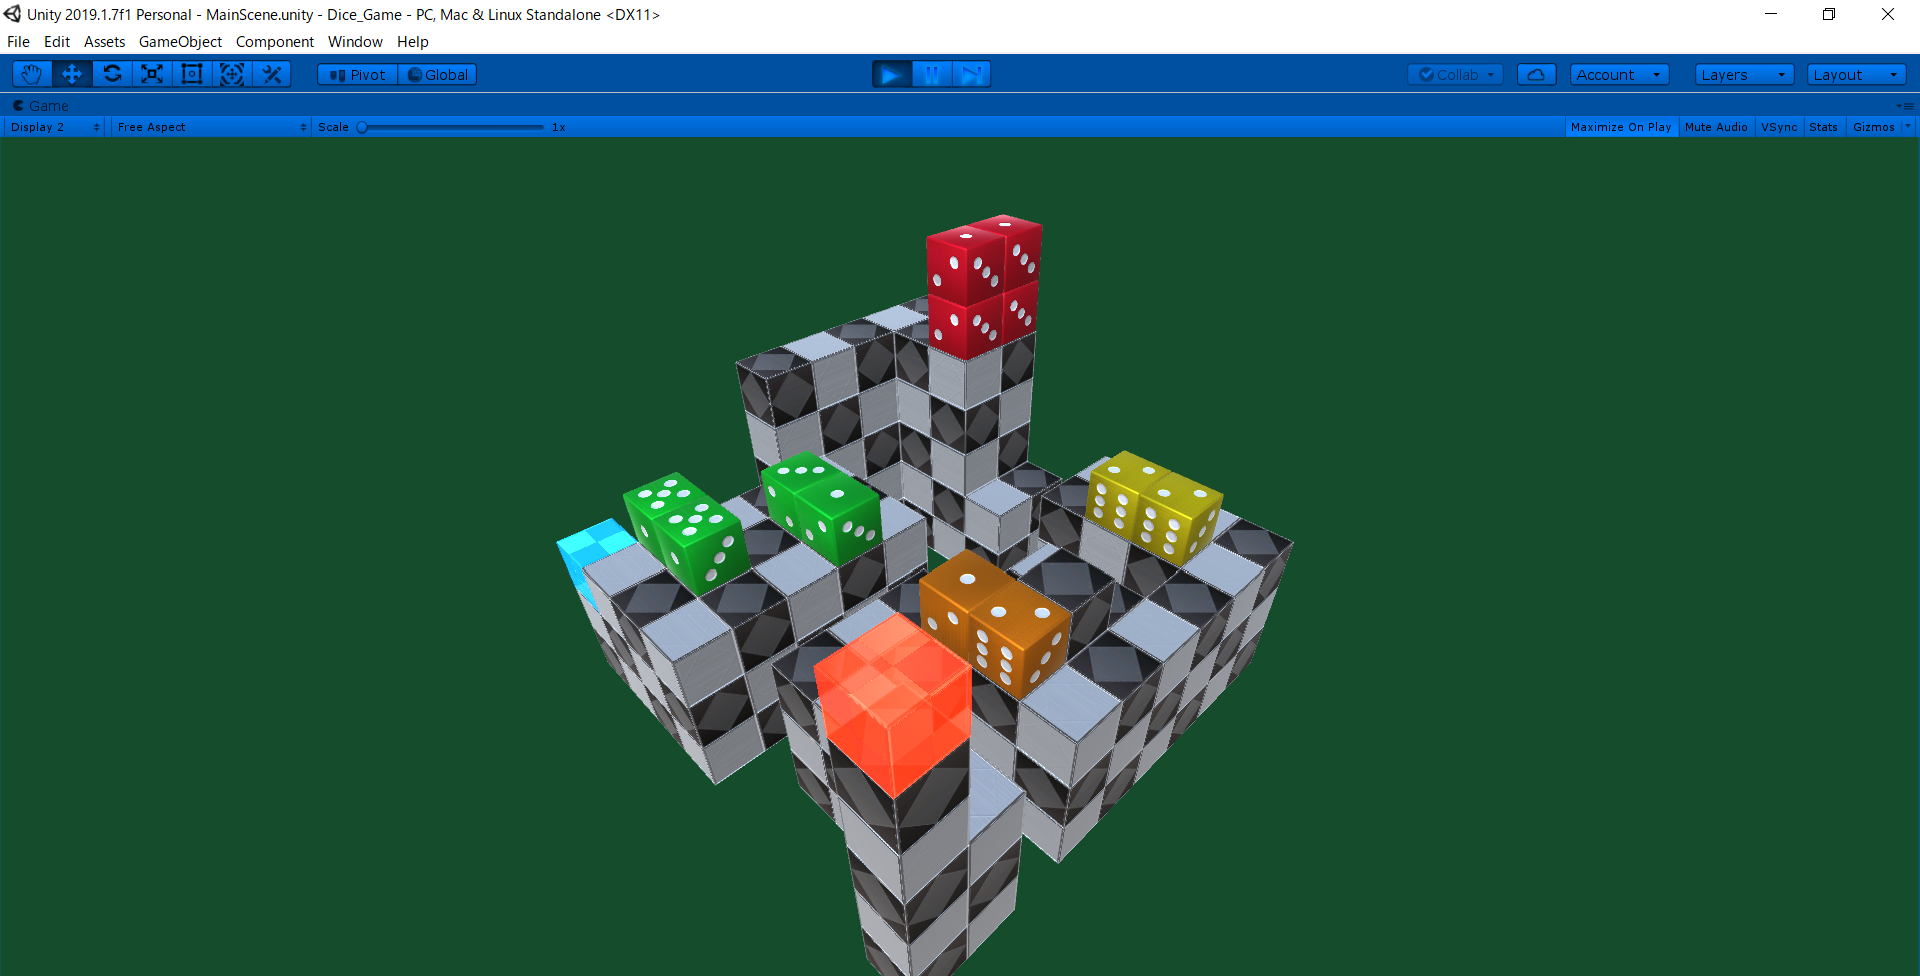 Unity 2019.1.7f1 Personal - MainScene.unity - Dice_Game - PC, Mac & Linux Standalone <DX11>
File Edit Assets GameObject Component Window Help
Pivot Global Collab Account Layers Layout
Game
Display 2 Free Aspect Scale 1x Maximize On Play Mute Audio VSync Stats Gizmos